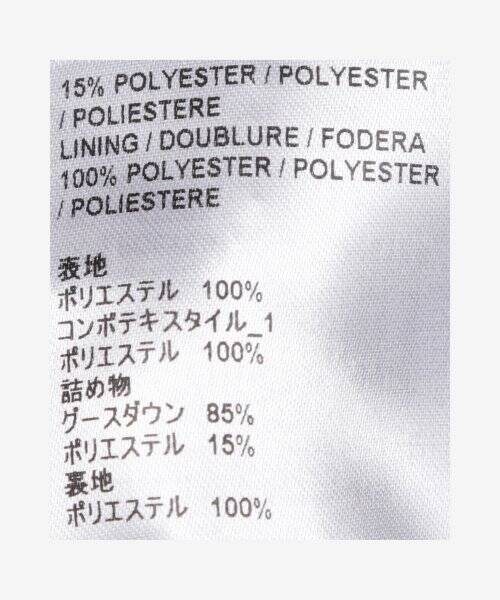 15% POLYESTER / POLYESTER
/ POLIESTERE
LINING / DOUBLURE / FODERA
100% POLYESTER / POLYESTER
/ POLIESTERE
表地
ポリエステル 100%
コンポテキスタイル_1
ポリエステル 100%
詰め物
グースダウン 85%
ポリエステル 15%
裏地
ポリエステル 100%